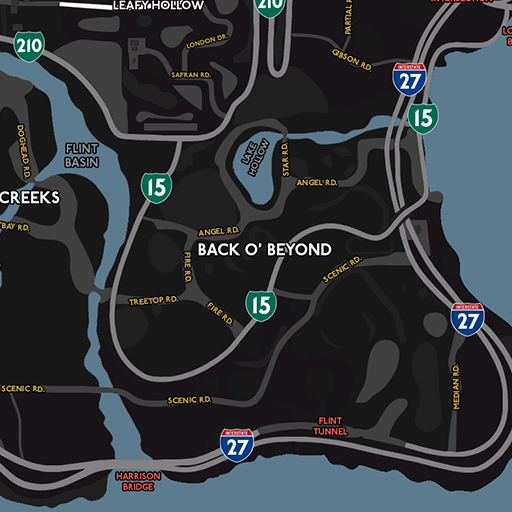 LEAFY HOLLOW
210
PARTIAL
INTERSECTION
LONDON DR.
210
GIBSON RD.
SAFRAN RD.
INTERSTATE
27
15
DOGHEAD RD.
FLINT
BASIN
LAKE
HOLLOW
STAR RD.
15
ANGEL RD.
CREEKS
ANGEL RD.
BACK O' BEYOND
FIRE RD.
SCENIC RD.
TREETOP RD.
FIRE RD.
15
INTERSTATE
27
SCENIC RD.
SCENIC RD.
MEDIAN RD.
FLINT
TUNNEL
INTERSTATE
27
HARRISON
BRIDGE